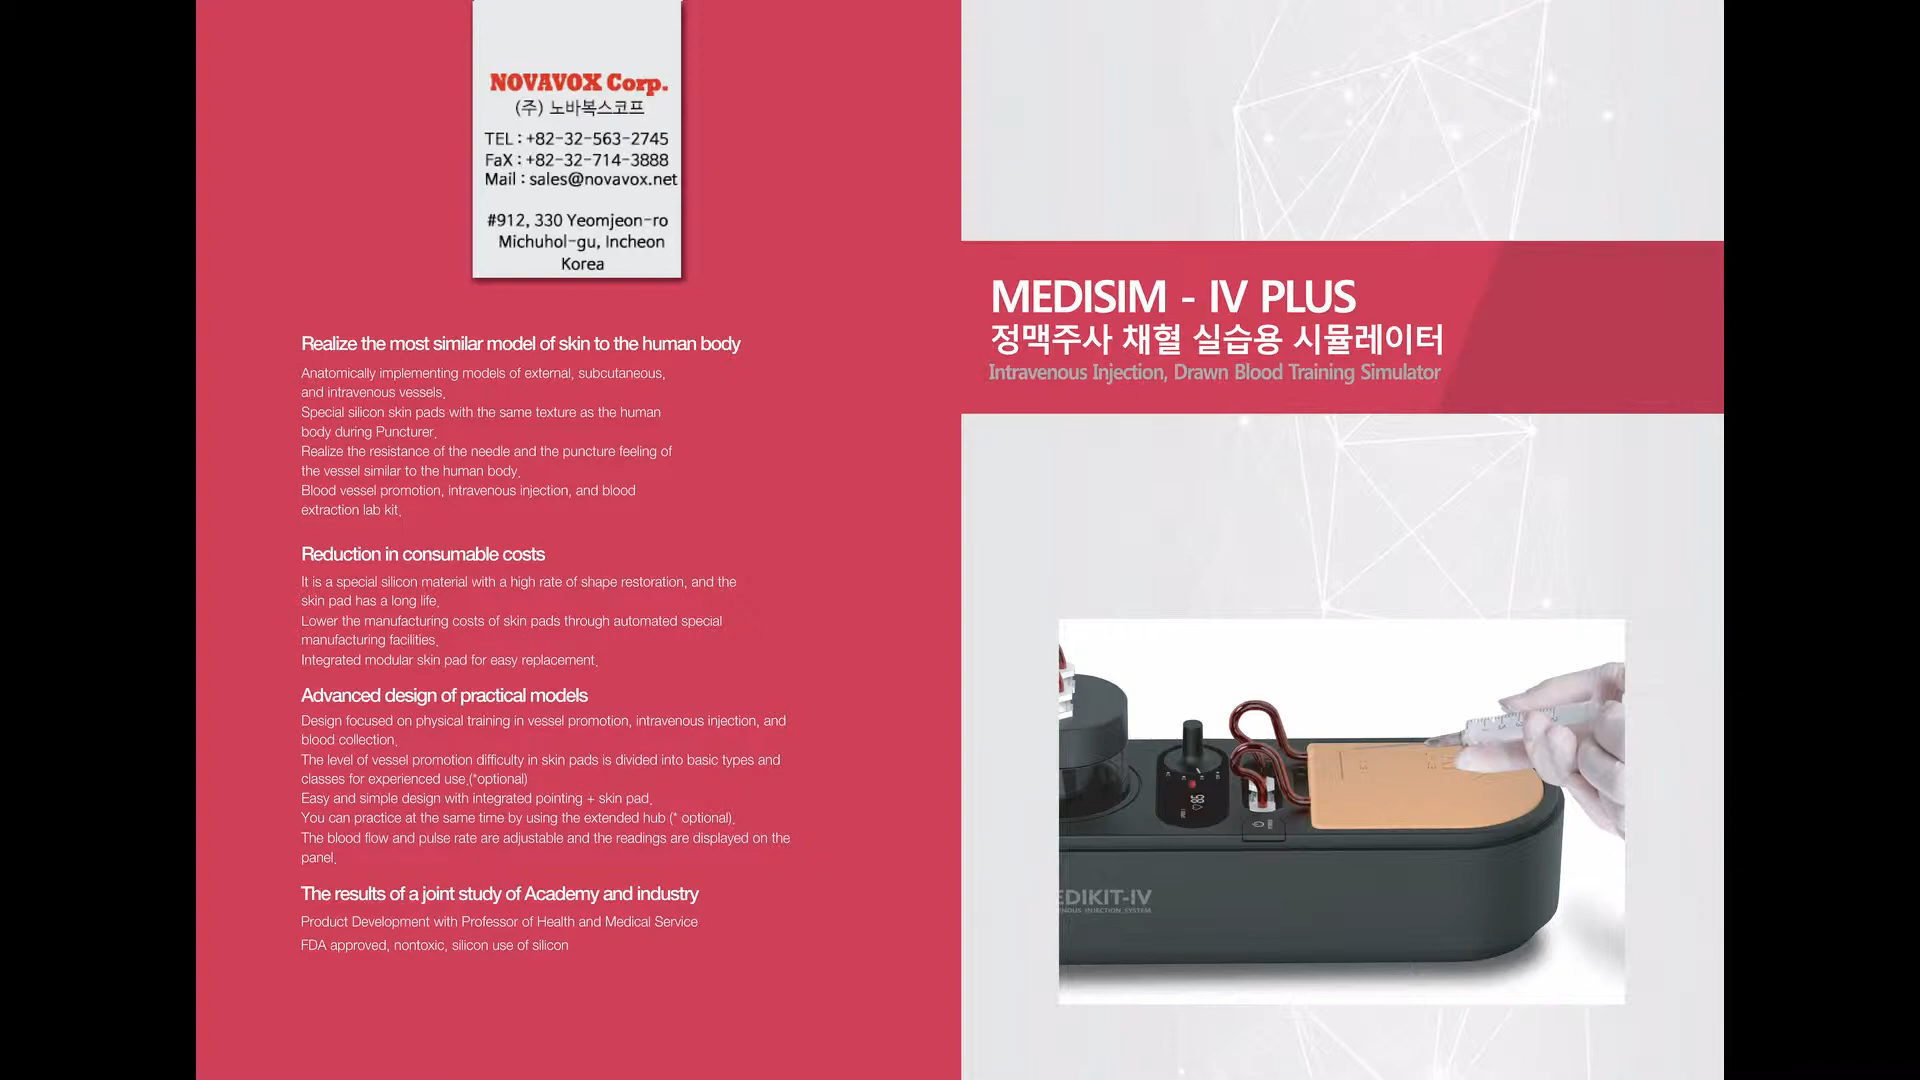 NOVAVOX Corp.
(주) 노바복스코프
TEL : +82-32-563-2745
FaX : +82-32-714-3888
Mail : sales@novavox.net
#912, 330 Yeomjeon-ro
Michuhol-gu, Incheon
Korea
Realize the most similar model of skin to the human body
Anatomically implementing models of external, subcutaneous,
and intravenous vessels.
Special silicon skin pads with the same texture as the human
body during Puncturer.
Realize the resistance of the needle and the puncture feeling of
the vessel similar to the human body.
Blood vessel promotion, intravenous injection, and blood
extraction lab kit.
Reduction in consumable costs
It is a special silicon material with a high rate of shape restoration, and the
skin pad has a long life.
Lower the manufacturing costs of skin pads through automated special
manufacturing facilities.
Integrated modular skin pad for easy replacement.
Advanced design of practical models
Design focused on physical training in vessel promotion, intravenous injection, and
blood collection.
The level of vessel promotion difficulty in skin pads is divided into basic types and
classes for experienced use.(*optional)
Easy and simple design with integrated pointing + skin pad.
You can practice at the same time by using the extended hub (* optional).
The blood flow and pulse rate are adjustable and the readings are displayed on the
panel.
The results of a joint study of Academy and industry
Product Development with Professor of Health and Medical Service
FDA approved, nontoxic, silicon use of silicon
MEDISIM - IV PLUS
정맥주사 채혈 실습용 시뮬레이터
Intravenous Injection, Drawn Blood Training Simulator
EDIKIT-IV
NOUS INJECTION SYSTEM